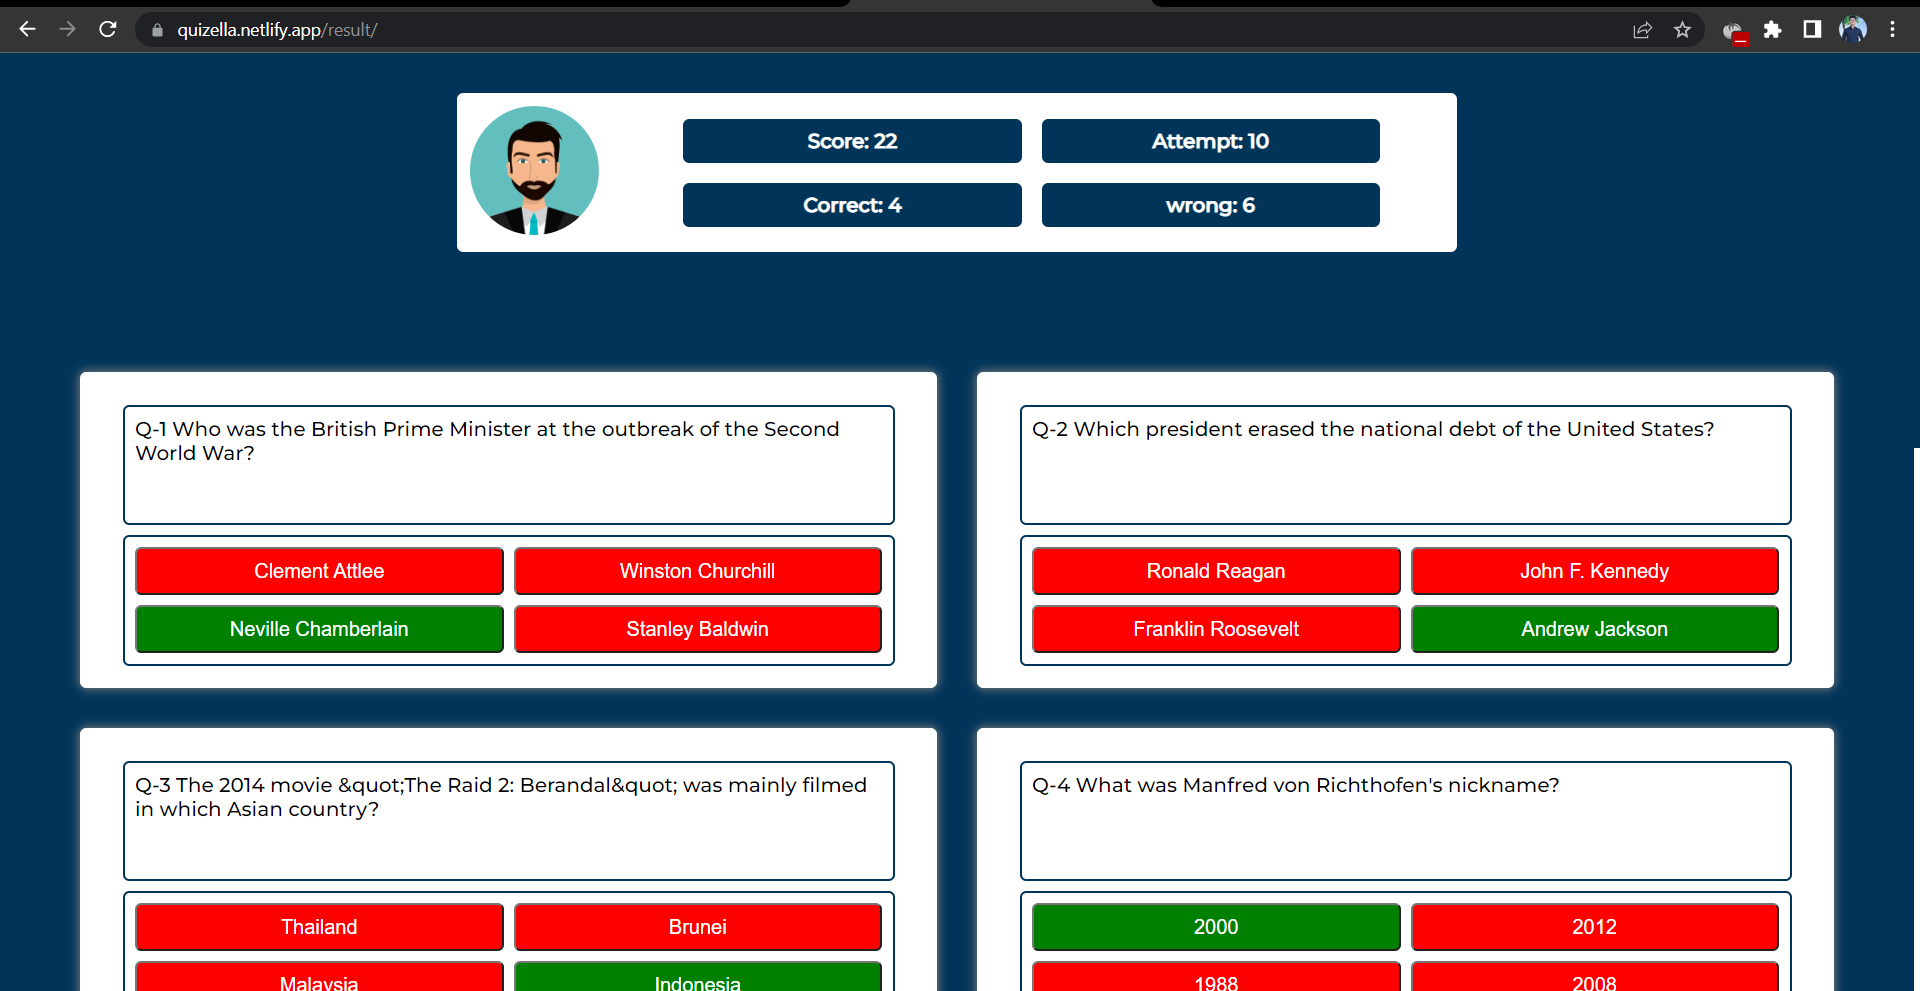 quizella.netlify.app/result/
Score: 22
Attempt: 10
Correct: 4
wrong: 6
Q-1 Who was the British Prime Minister at the outbreak of the Second
World War?
Clement Attlee
Winston Churchill
Neville Chamberlain
Stanley Baldwin
Q-2 Which president erased the national debt of the United States?
Ronald Reagan
John F. Kennedy
Franklin Roosevelt
Andrew Jackson
Q-3 The 2014 movie &quot;The Raid 2: Berandal&quot; was mainly filmed
in which Asian country?
Thailand
Brunei
Malaysia
Indonesia
Q-4 What was Manfred von Richthofen's nickname?
2000
2012
1988
2008